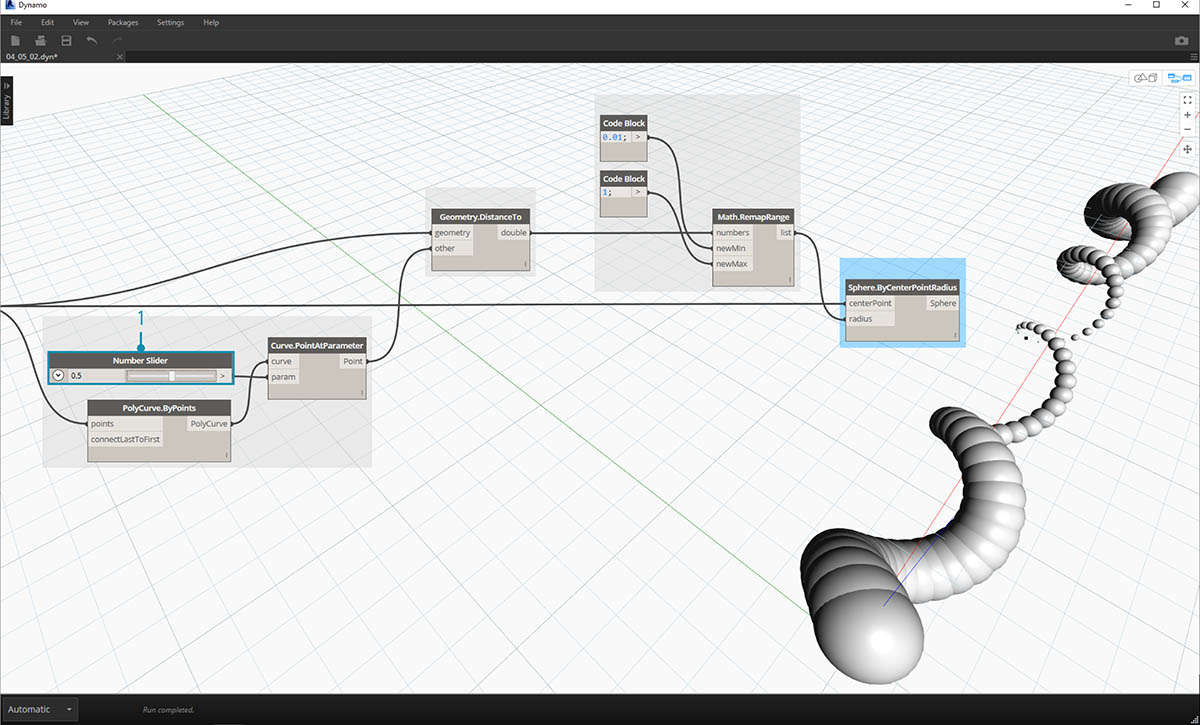 Dynamo
File Edit View Packages Settings Help
04_05_02.dyn*
Library
Code Block
0.01; >
Code Block
1; >
Geometry.DistanceTo
geometry double
other
Math.RemapRange
numbers list
newMin
newMax
Sphere.ByCenterPointRadius
centerPoint Sphere
radius
1
Number Slider
0.5 >
Curve.PointAtParameter
curve Point
param
PolyCurve.ByPoints
points PolyCurve
connectLastToFirst
Automatic
Run completed.